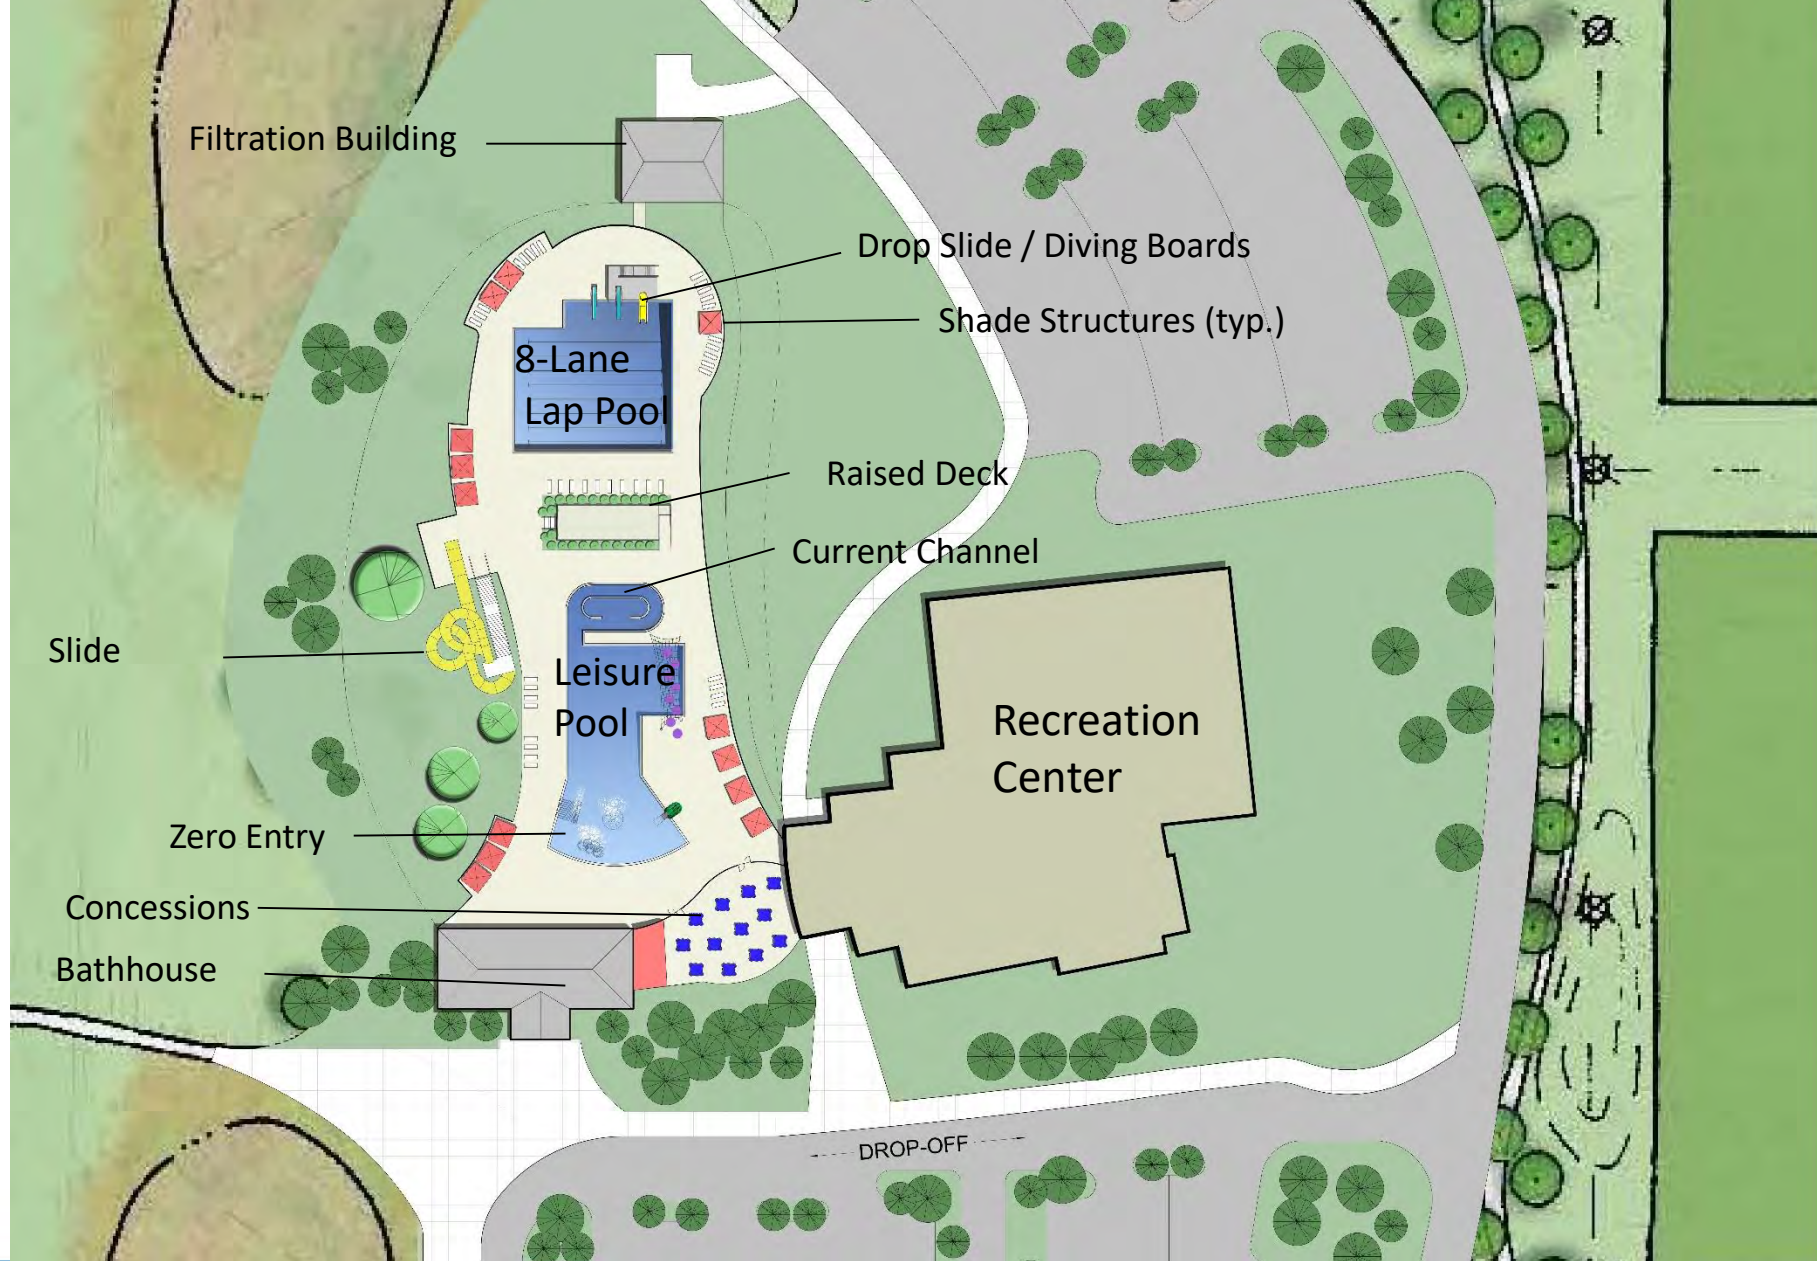 Filtration Building
Drop Slide / Diving Boards
Shade Structures (typ.)
8-Lane
Lap Pool
Raised Deck
Current Channel
Slide
Leisure
Pool
Recreation
Center
Zero Entry
Concessions
Bathhouse
DROP-OFF